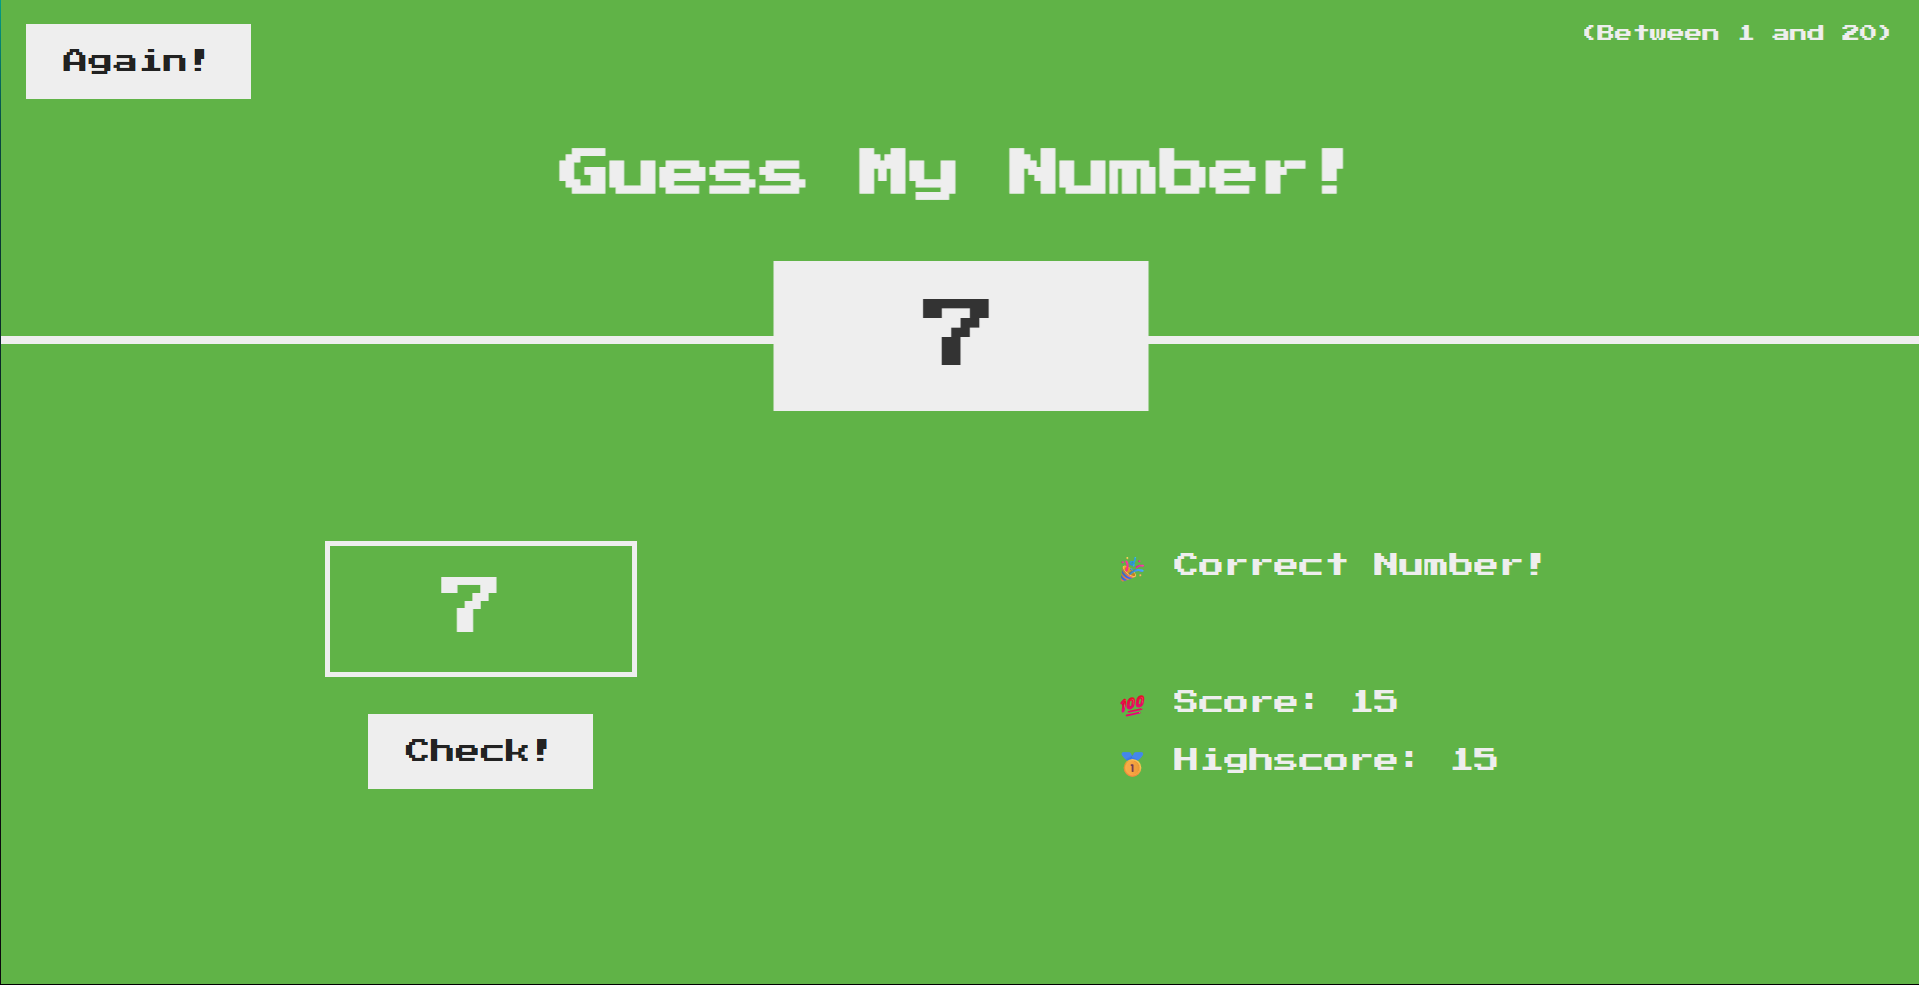 Again!
(Between 1 and 20)
Guess My Number!
7
7
Check!
🎉 Correct Number!
💯 Score: 15
🥇 Highscore: 15